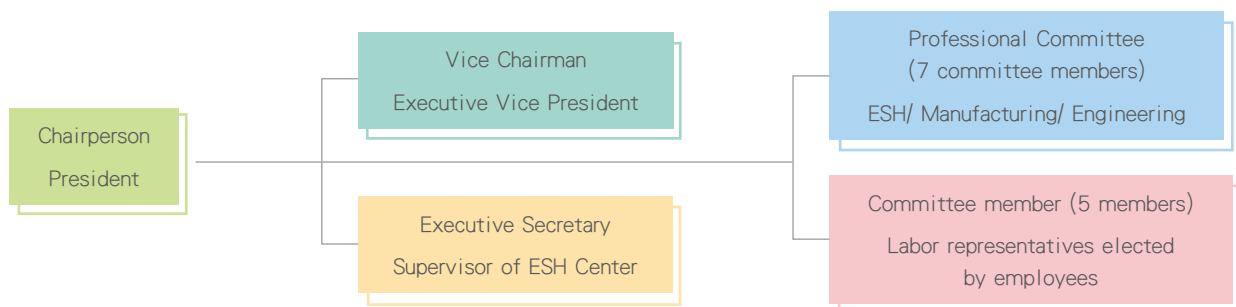 Chairperson
President
Vice Chairman
Executive Vice President
Executive Secretary
Supervisor of ESH Center
Professional Committee
(7 committee members)
ESH/ Manufacturing/ Engineering
Committee member (5 members)
Labor representatives elected
by employees